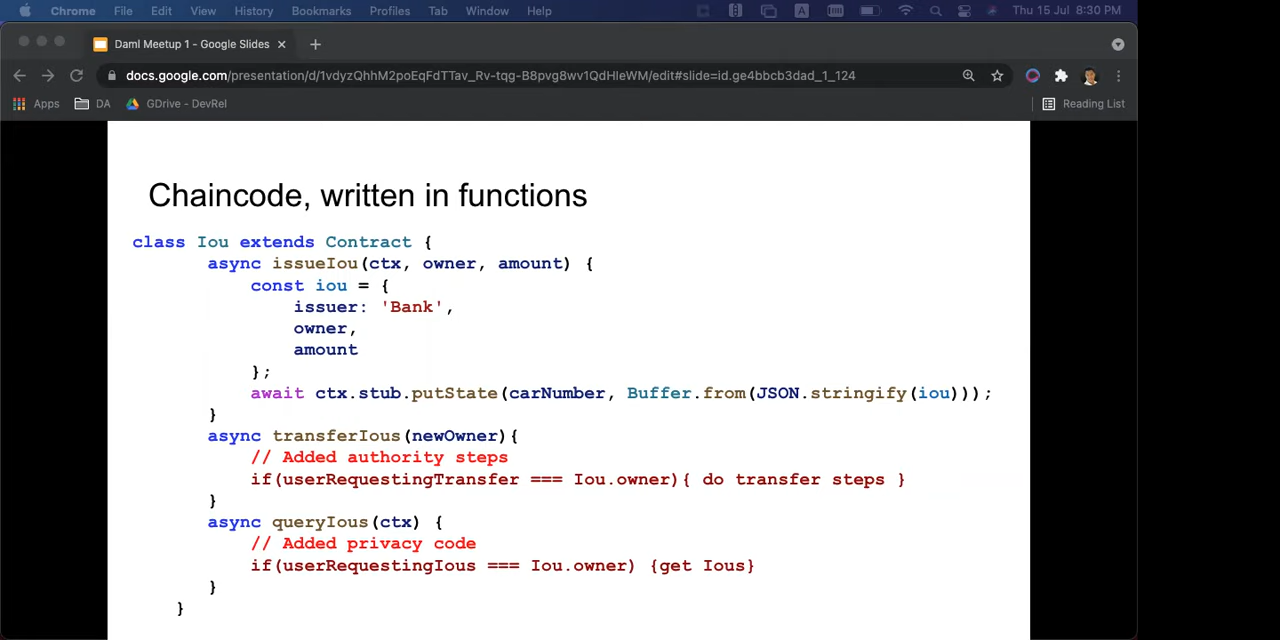 Chrome File Edit View History Bookmarks Profiles Tab Window Help A Thu 15 Jul 8:30 PM
Daml Meetup 1 - Google Slides
docs.google.com/presentation/d/1vdyzQhhM2poEqFdTTav_Rv-tqg-B8pvg8wv1QdHleWM/edit#slide=id.ge4bbcb3dad_1_124
Apps DA GDrive - DevRel Reading List
Chaincode, written in functions
class Iou extends Contract {
async issueIou(ctx, owner, amount) {
const iou = {
issuer: 'Bank',
owner,
amount
};
await ctx.stub.putState(carNumber, Buffer.from(JSON.stringify(iou)));
}
async transferIous(newOwner){
// Added authority steps
if(userRequestingTransfer === Iou.owner){ do transfer steps }
}
async queryIous(ctx) {
// Added privacy code
if(userRequestingIous === Iou.owner) {get Ious}
}
}